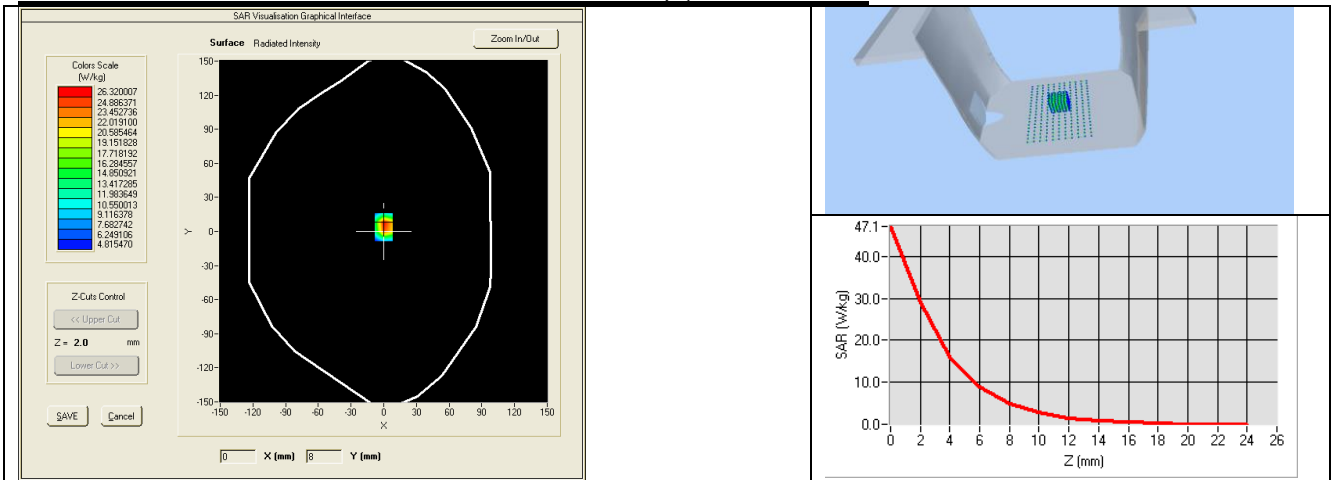 SAR Visualisation Graphical Interface
Surface Radiated Intensity
Zoom In/Out
Colors Scale
(W/kg)
26.320007
24.886371
23.452736
22.019100
20.585464
19.151828
17.718192
16.284557
14.850921
13.417285
11.983649
10.550013
9.116378
7.682742
6.249106
4.815470
Z-Cuts Control
<< Upper Cut
Z = 2.0 mm
Lower Cut >>
SAVE Cancel
150-
120-
90-
60-
30-
0-
-30-
-60-
-90-
-120-
-150-
Y
-150 -120 -90 -60 -30 0 30 60 90 120 150
X
0 X (mm) 8 Y (mm)
47.1-
40.0-
30.0-
20.0-
10.0-
0.0-
SAR (W/kg)
0 2 4 6 8 10 12 14 16 18 20 22 24 26
Z (mm)